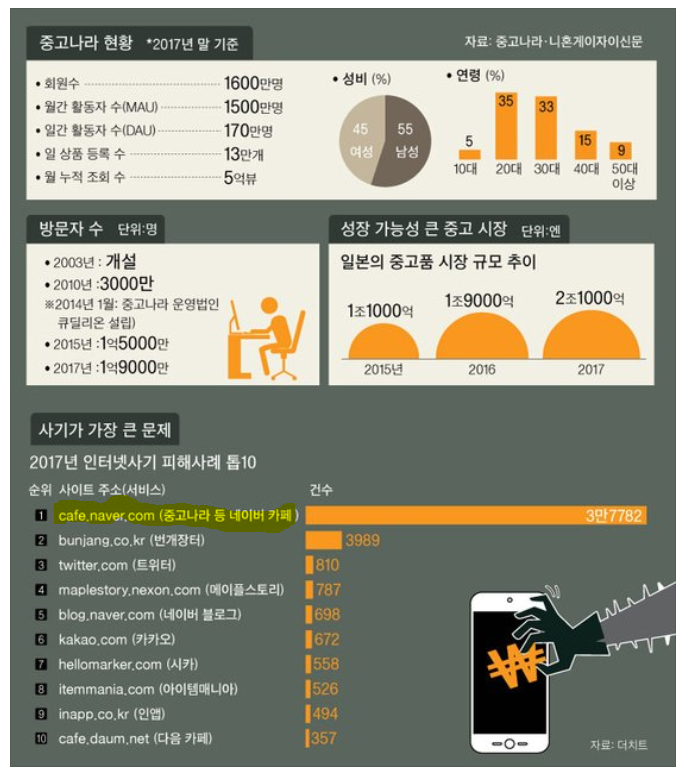 중고나라 현황 *2017년 말 기준
자료: 중고나라·니혼게이자이신문
• 회원수 1600만명
• 월간 활동자 수(MAU) 1500만명
• 일간 활동자 수(DAU) 170만명
• 일 상품 등록 수 13만개
• 월 누적 조회 수 5억뷰
• 성비 (%)
45 여성
55 남성
• 연령 (%)
5 35 33 15 9
10대 20대 30대 40대 50대 이상
방문자 수 단위:명
• 2003년 : 개설
• 2010년 :3000만
※2014년 1월: 중고나라 운영법인
큐딜리온 설립)
• 2015년 :1억5000만
• 2017년 :1억9000만
성장 가능성 큰 중고 시장 단위:엔
일본의 중고품 시장 규모 추이
1조1000억 1조9000억 2조1000억
2015년 2016 2017
사기가 가장 큰 문제
2017년 인터넷사기 피해사례 톱10
순위 사이트 주소(서비스) 건수
1 cafe.naver.com (중고나라 등 네이버 카페) 3만7782
2 bunjang.co.kr (번개장터) 3989
3 twitter.com (트위터) 810
4 maplestory.nexon.com (메이플스토리) 787
5 blog.naver.com (네이버 블로그) 698
6 kakao.com (카카오) 672
7 hellomarker.com (시카) 558
8 itemmania.com (아이템매니아) 526
9 inapp.co.kr (인앱) 494
10 cafe.daum.net (다음 카페) 357
₩
자료: 더치트